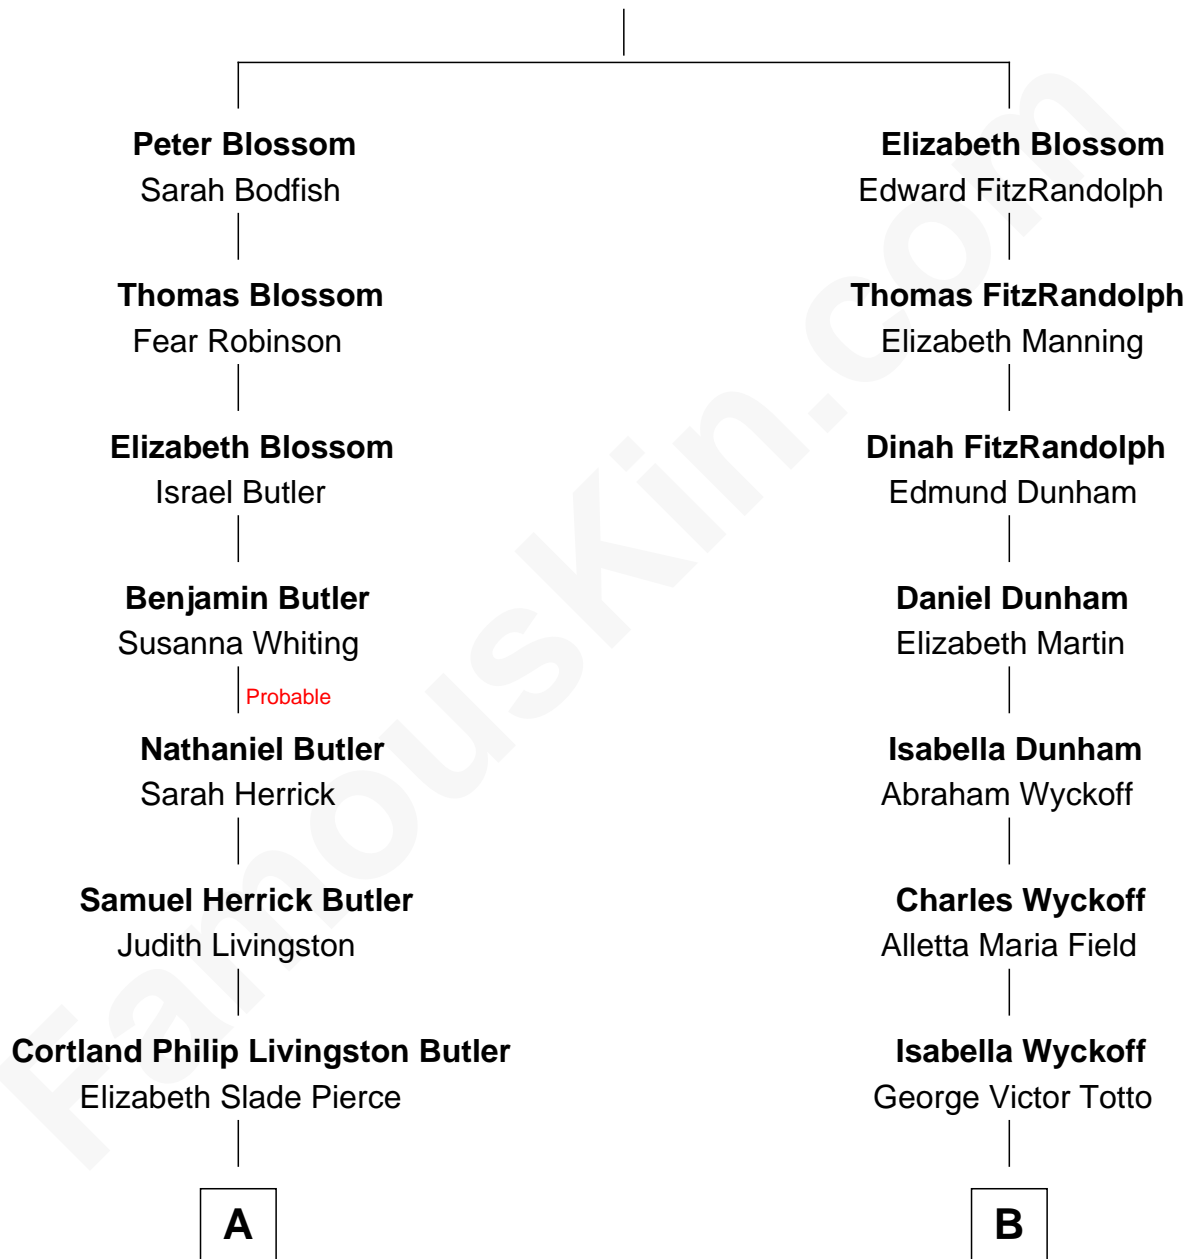 Peter Blossom
Sarah Bodfish
Thomas Blossom
Fear Robinson
Elizabeth Blossom
Israel Butler
Benjamin Butler
Susanna Whiting
Probable
Nathaniel Butler
Sarah Herrick
Samuel Herrick Butler
Judith Livingston
Cortland Philip Livingston Butler
Elizabeth Slade Pierce
A
Elizabeth Blossom
Edward FitzRandolph
Thomas FitzRandolph
Elizabeth Manning
Dinah FitzRandolph
Edmund Dunham
Daniel Dunham
Elizabeth Martin
Isabella Dunham
Abraham Wyckoff
Charles Wyckoff
Alletta Maria Field
Isabella Wyckoff
George Victor Totto
B
FamousKin.com